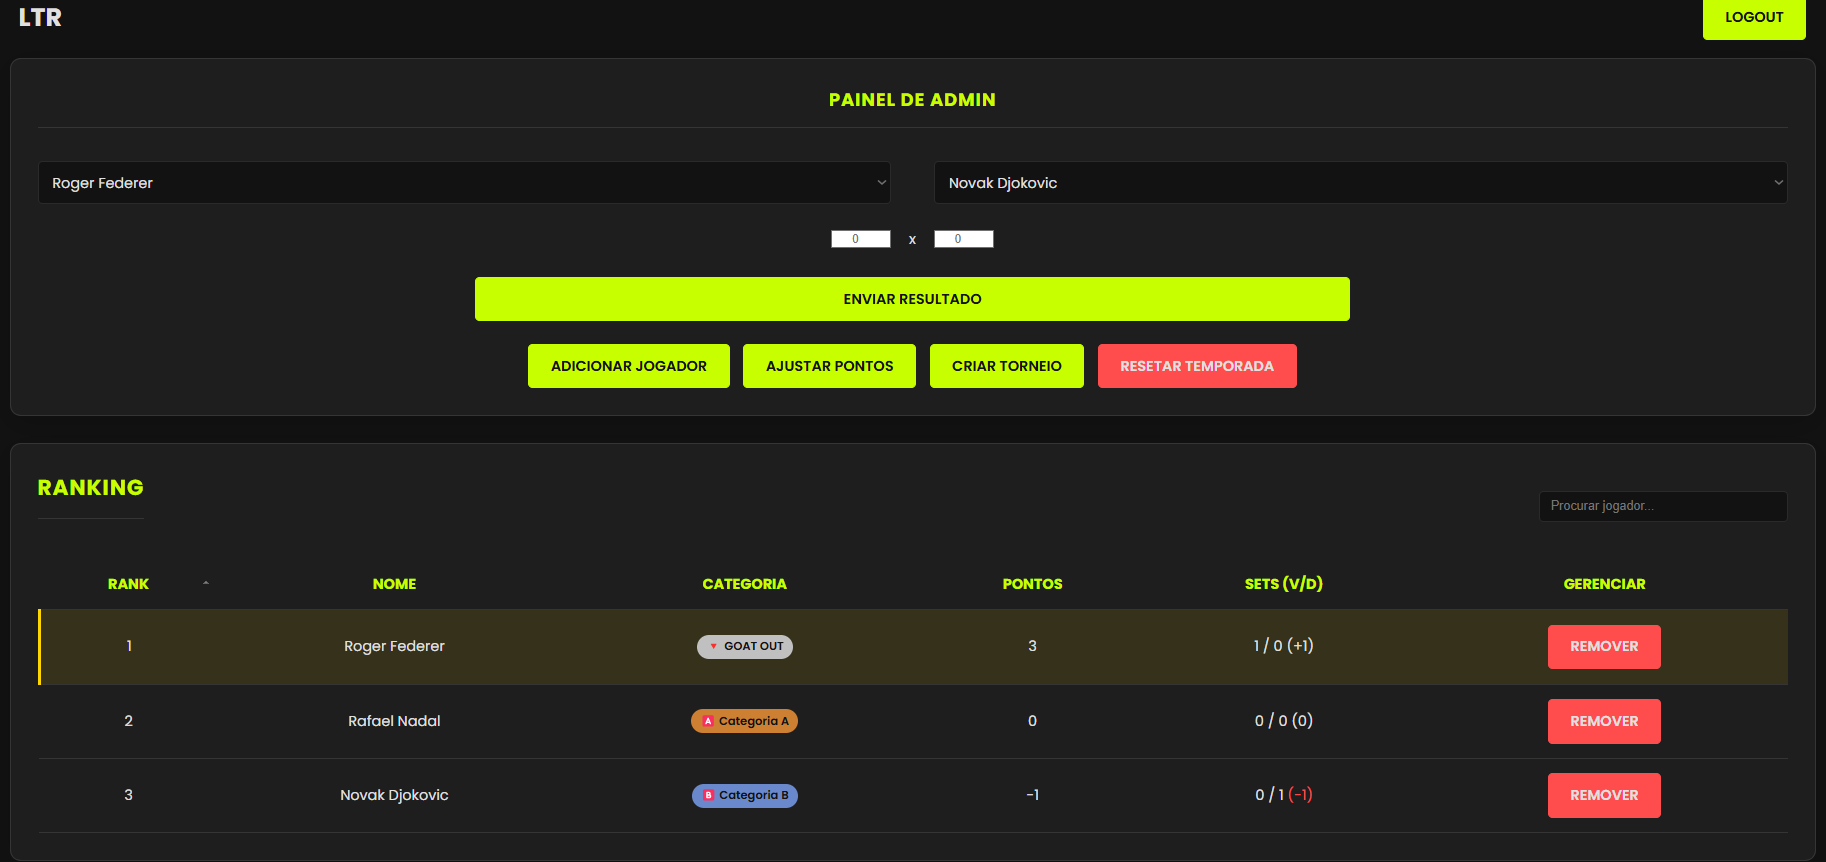 LTR
LOGOUT
PAINEL DE ADMIN
Roger Federer
Novak Djokovic
0 x 0
ENVIAR RESULTADO
ADICIONAR JOGADOR
AJUSTAR PONTOS
CRIAR TORNEIO
RESETAR TEMPORADA
RANKING
Procurar jogador...
RANK NOME CATEGORIA PONTOS SETS (V/D) GERENCIAR
1 Roger Federer 🔻 GOAT OUT 3 1 / 0 (+1) REMOVER
2 Rafael Nadal 🅰 Categoria A 0 0 / 0 (0) REMOVER
3 Novak Djokovic 🅱 Categoria B -1 0 / 1 (-1) REMOVER